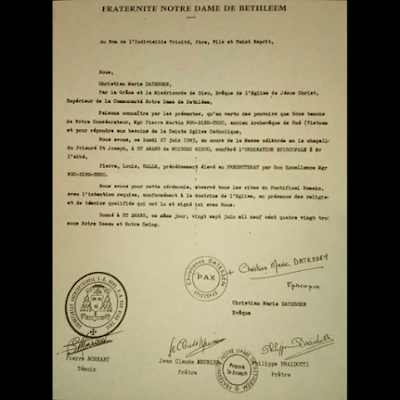 FRATERNITE NOTRE DAME DE BETHLEEM
Au Nom de l'Indivisible Trinité, Père, Fils et Saint Esprit,
Nous,
Christian Marie DATESSEN,
Par la Grâce et la Miséricorde de Dieu, Evêque de l'Eglise de Jésus Christ,
Supérieur de la Communauté Notre Dame de Bethléem,
Faisons connaître par les présentes, qu'en vertu des pouvoirs que Nous tenons
de Notre Consécrateur, Mgr Pierre Martin NGO-DINH-THUC, ancien Archevêque de Hué (Vietnam
et pour répondre aux besoins de la Sainte Eglise Catholique,
Nous avons, ce lundi 27 juin 1983, au cours de la Messe célébrée en la chapelle
du Prieuré St Joseph, à ST AMAND conféré l'ORDINATION EPISCOPALE à
l'abbé,
Pierre, Louis, SALLE, précédemment élevé au PRESBYTERAT par Son Excellence Mgr
NGO-DINH-THUC.
Nous avons pour cette cérémonie, observé tous les rites du Pontifical Romain,
avec l'intention requise, conformément à la doctrine de l'Eglise, en présence des
et de témoins qualifiés qui ont lu et signé ici avec Nous.
Donné à ST AMAND, ce même jour, vingt sept juin mil neuf cent quatre vingt
sous Notre Sceau et Notre Seing.
PAX
Christian Marie DATESSEN
Episcopus
Christian Marie DATESSEN
Evêque
Pierre
Témoin
Jean Claude
Prêtre
Philippe BRAIDOTTI
Prêtre
Prieuré
St Joseph